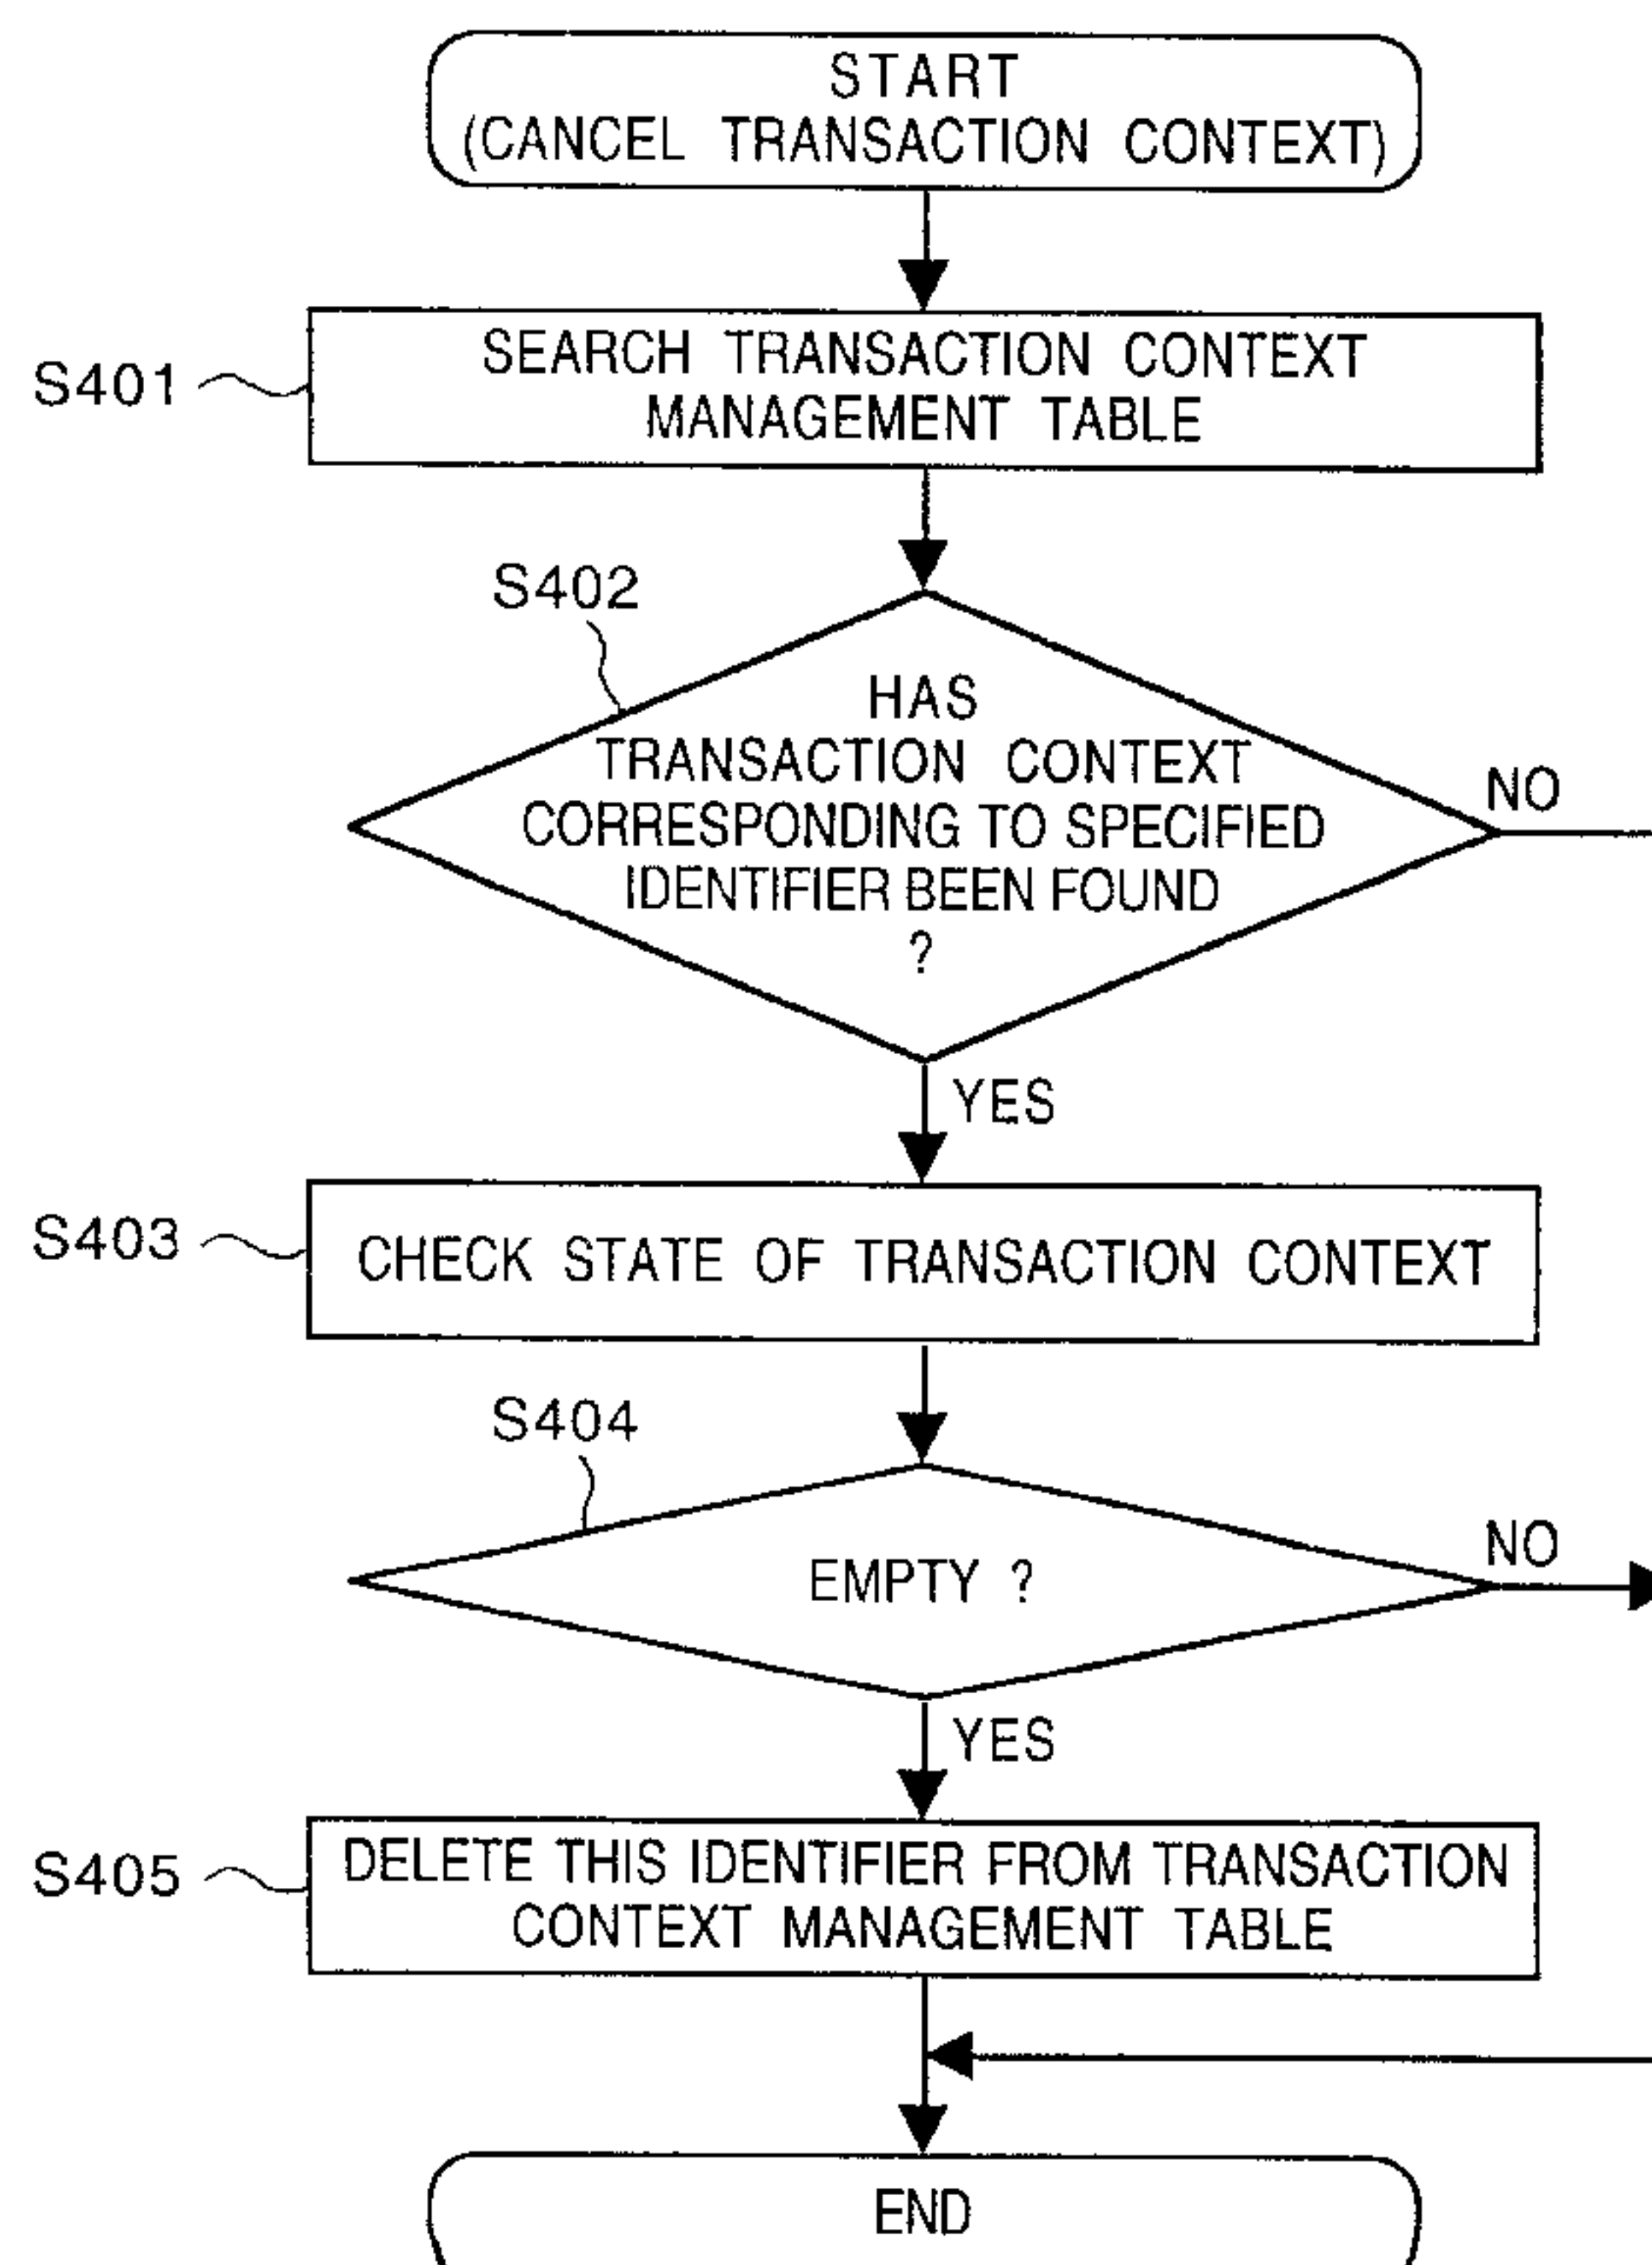 START
(CANCEL TRANSACTION CONTEXT)
S401
SEARCH TRANSACTION CONTEXT
MANAGEMENT TABLE
S402
HAS
TRANSACTION CONTEXT
CORRESPONDING TO SPECIFIED
IDENTIFIER BEEN FOUND
?
NO
YES
S403
CHECK STATE OF TRANSACTION CONTEXT
S404
EMPTY ?
NO
YES
S405
DELETE THIS IDENTIFIER FROM TRANSACTION
CONTEXT MANAGEMENT TABLE
END